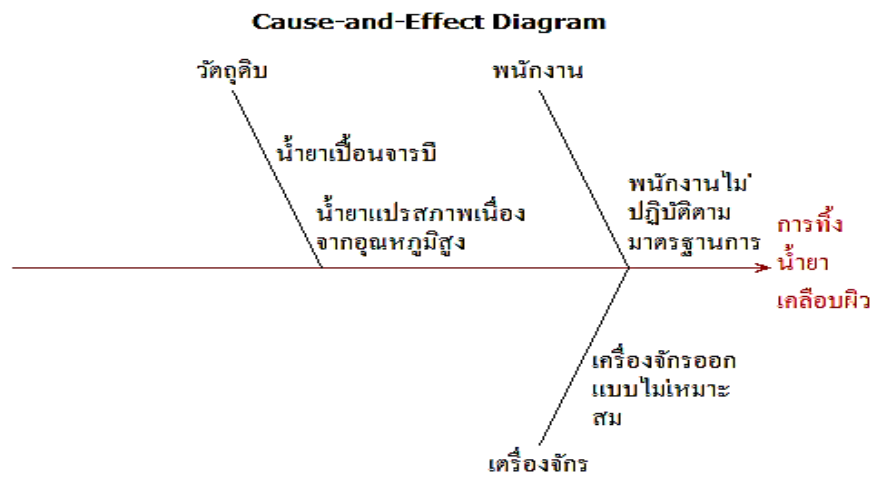 Cause-and-Effect Diagram
วัตถุดิบ
พนักงาน
น้ำยาเปื้อนจารบี
น้ำยาแปรสภาพเนื่อง
จากอุณหภูมิสูง
พนักงานไม่
ปฏิบัติตาม
มาตรฐานการ
การทิ้ง
น้ำยา
เคลือบผิว
เครื่องจักรออก
แบบไม่เหมาะ
สม
เครื่องจักร